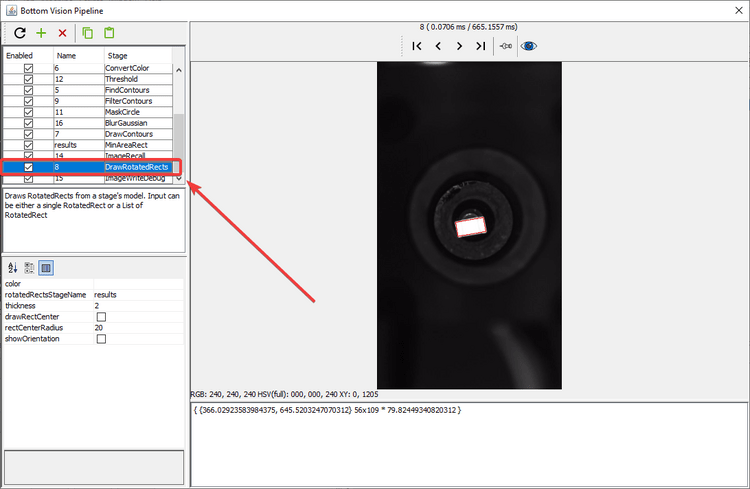 Bottom Vision Pipeline
8 ( 0.0706 ms / 665.1557 ms)
Enabled Name Stage
6 ConvertColor
12 Threshold
5 FindContours
9 FilterContours
11 MaskCircle
16 BlurGaussian
7 DrawContours
results MinAreaRect
14 ImageRecall
8 DrawRotatedRects
15 ImageWriteDebug
Draws RotatedRects from a stage's model. Input can
be either a single RotatedRect or a List of
RotatedRect
color
rotatedRectsStageName results
thickness 2
drawRectCenter
rectCenterRadius 20
showOrientation
RGB: 240, 240, 240 HSV(full): 000, 000, 240 XY: 0, 1205
{ {366.02923583984375, 645.5203247070312} 56x109 * 79.82449340820312 }